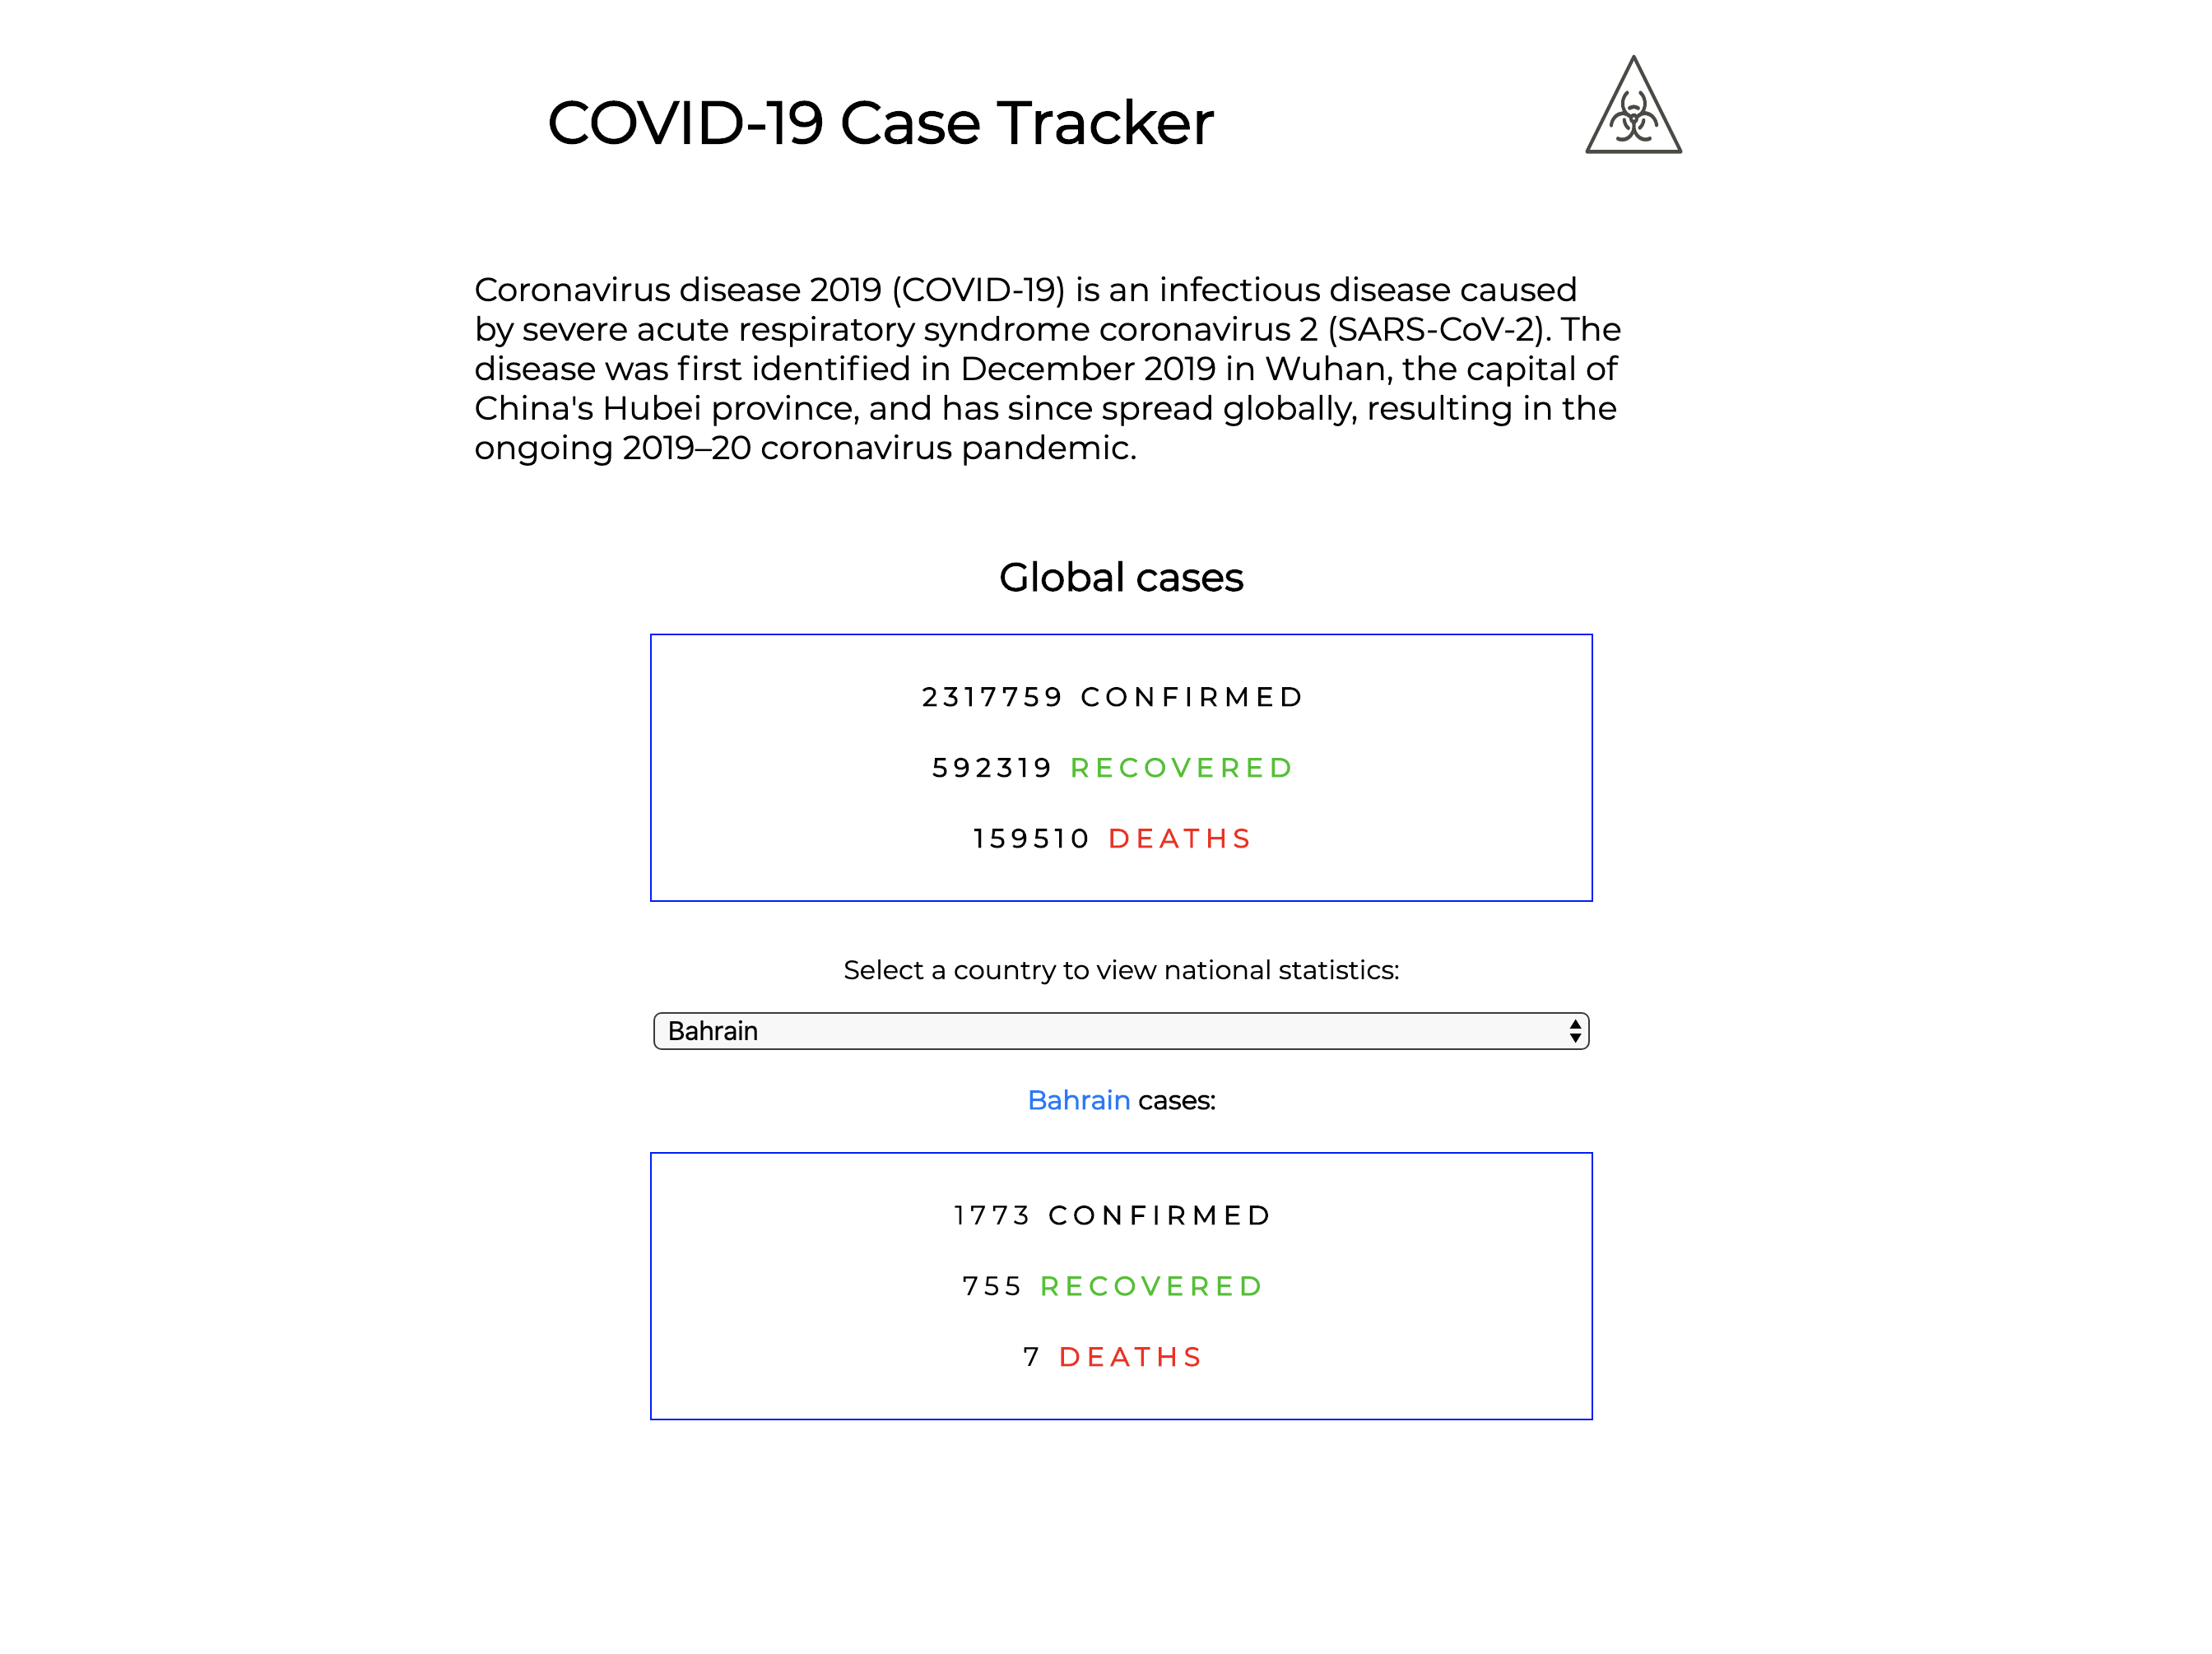 COVID-19 Case Tracker
Coronavirus disease 2019 (COVID-19) is an infectious disease caused
by severe acute respiratory syndrome coronavirus 2 (SARS-CoV-2). The
disease was first identified in December 2019 in Wuhan, the capital of
China's Hubei province, and has since spread globally, resulting in the
ongoing 2019–20 coronavirus pandemic.
Global cases
2317759 CONFIRMED
592319 RECOVERED
159510 DEATHS
Select a country to view national statistics:
Bahrain
Bahrain cases:
1773 CONFIRMED
755 RECOVERED
7 DEATHS